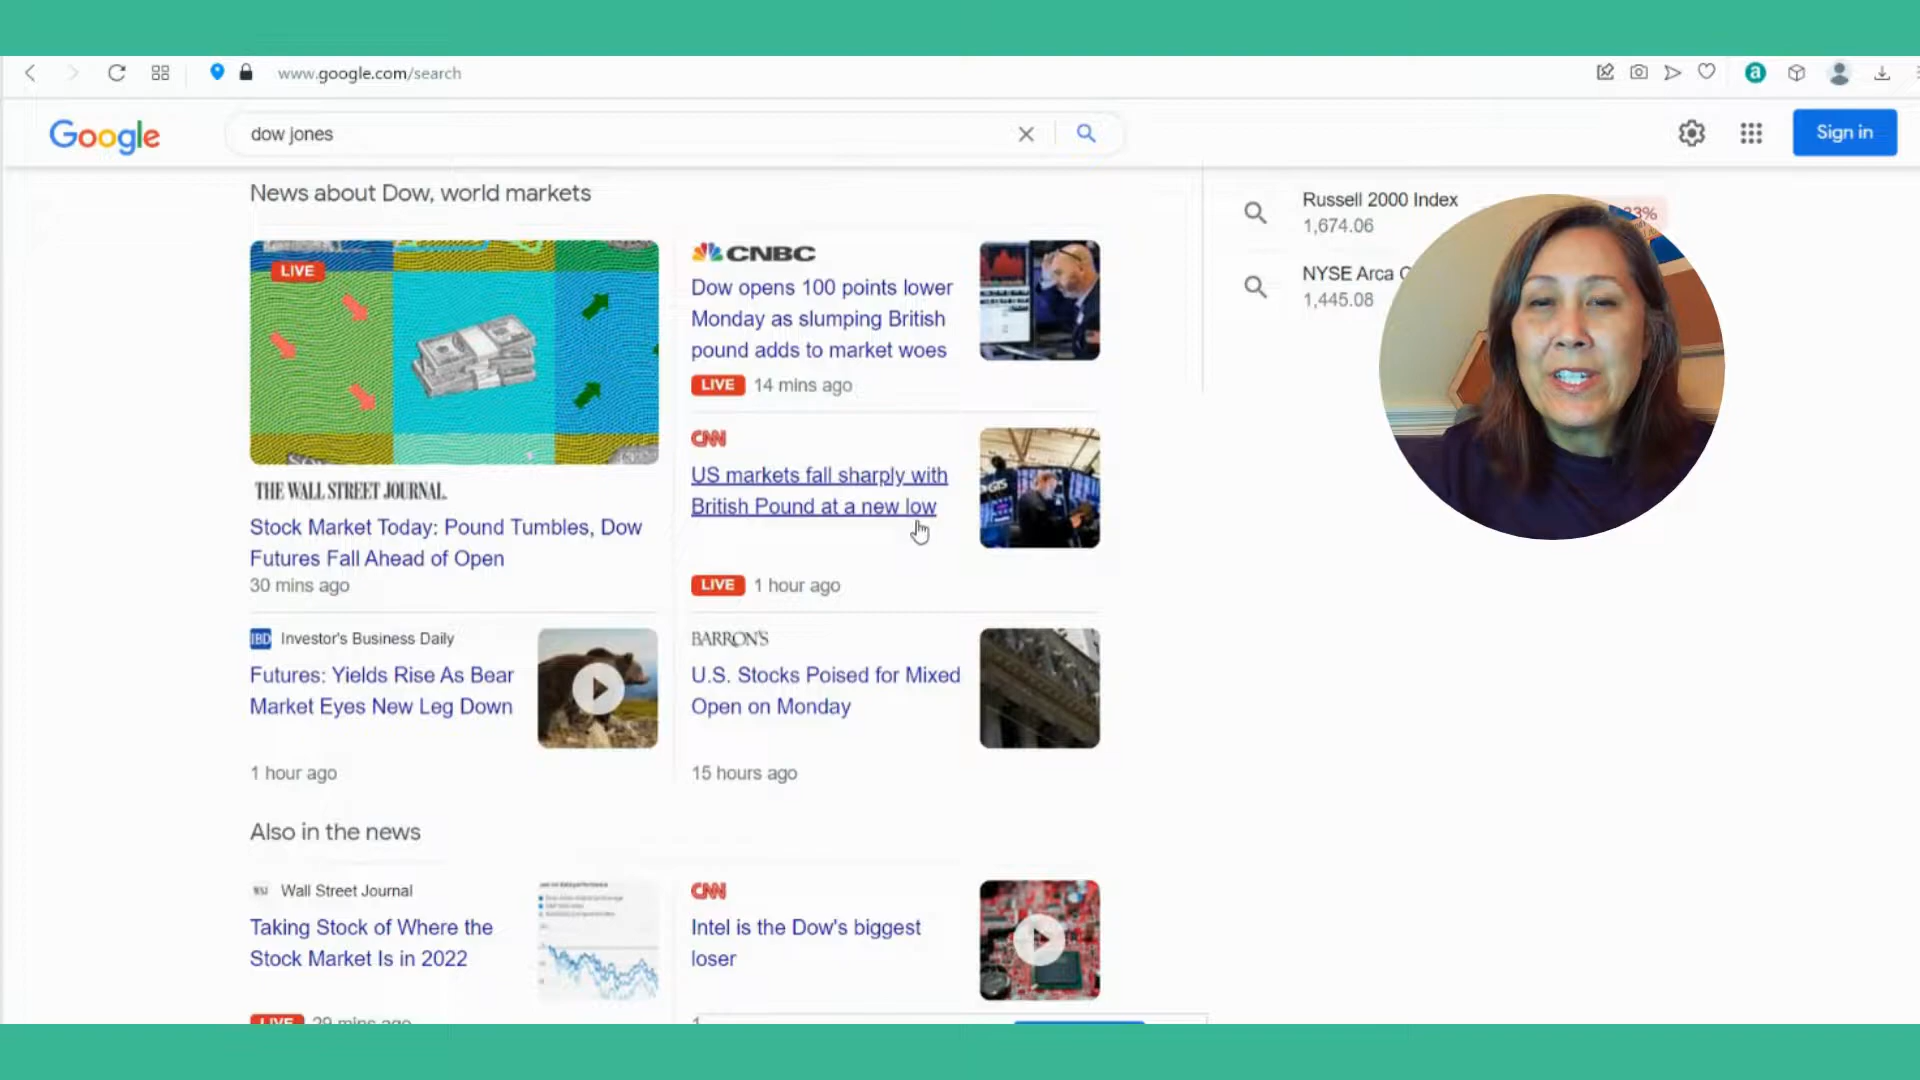 www.google.com/search
Google
dow jones
Sign in
News about Dow, world markets
LIVE
THE WALL STREET JOURNAL.
Stock Market Today: Pound Tumbles, Dow
Futures Fall Ahead of Open
30 mins ago
CNBC
Dow opens 100 points lower
Monday as slumping British
pound adds to market woes
LIVE 14 mins ago
CNN
US markets fall sharply with
British Pound at a new low
LIVE 1 hour ago
IBD Investor's Business Daily
Futures: Yields Rise As Bear
Market Eyes New Leg Down
1 hour ago
BARRON'S
U.S. Stocks Poised for Mixed
Open on Monday
15 hours ago
Also in the news
WSJ Wall Street Journal
Taking Stock of Where the
Stock Market Is in 2022
LIVE 29 mins ago
CNN
Intel is the Dow's biggest
loser
Russell 2000 Index
1,674.06
NYSE Arca
1,445.08